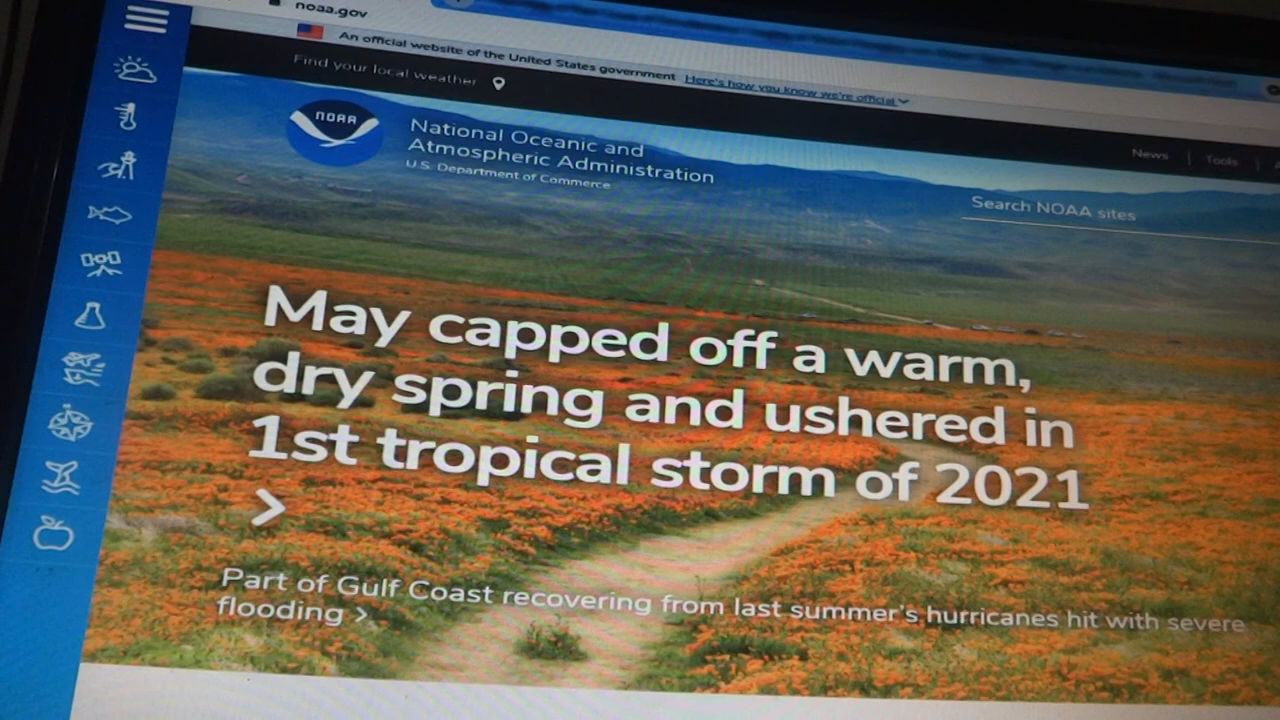 noaa.gov
An official website of the United States government Here's how you know we're official
Find your local weather
News | Tools |
NOAA
National Oceanic and
Atmospheric Administration
U.S. Department of Commerce
Search NOAA sites
May capped off a warm,
dry spring and ushered in
1st tropical storm of 2021
>
Part of Gulf Coast recovering from last summer's hurricanes hit with severe
flooding >